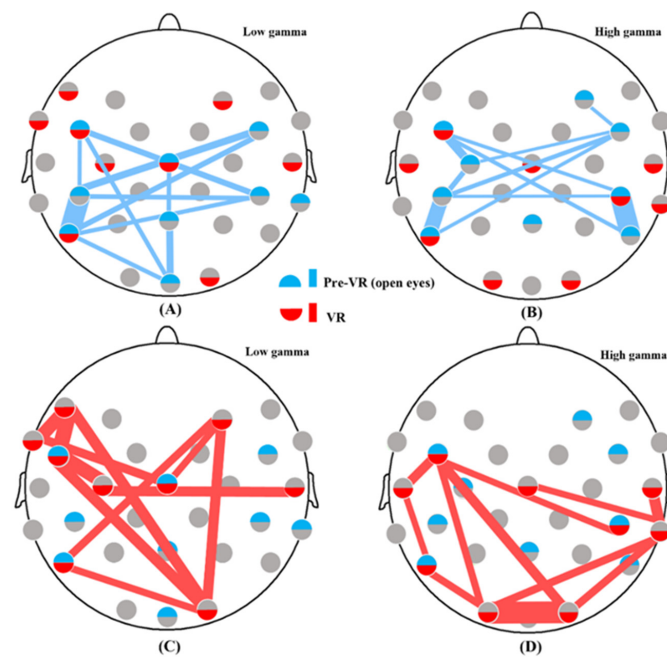 Low gamma
High gamma
(A)
(B)
Pre-VR (open eyes)
VR
Low gamma
High gamma
(C)
(D)